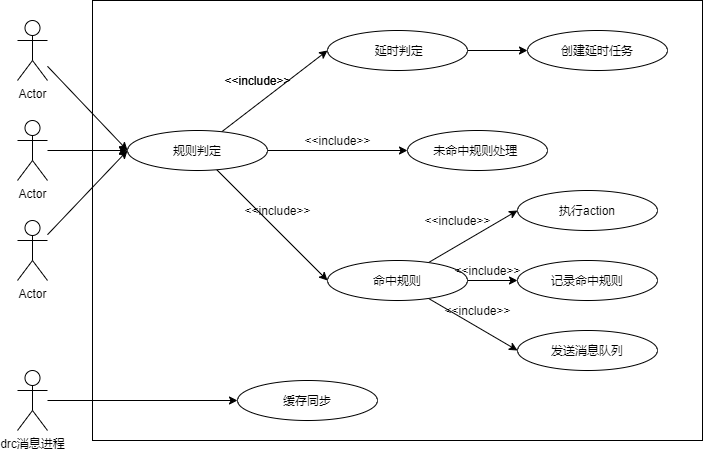 延时判定
创建延时任务
Actor
<<include>>
规则判定
<<include>>
未命中规则处理
Actor
<<include>>
执行action
<<include>>
Actor
命中规则
<<include>>
记录命中规则
<<include>>
发送消息队列
缓存同步
drc消息进程